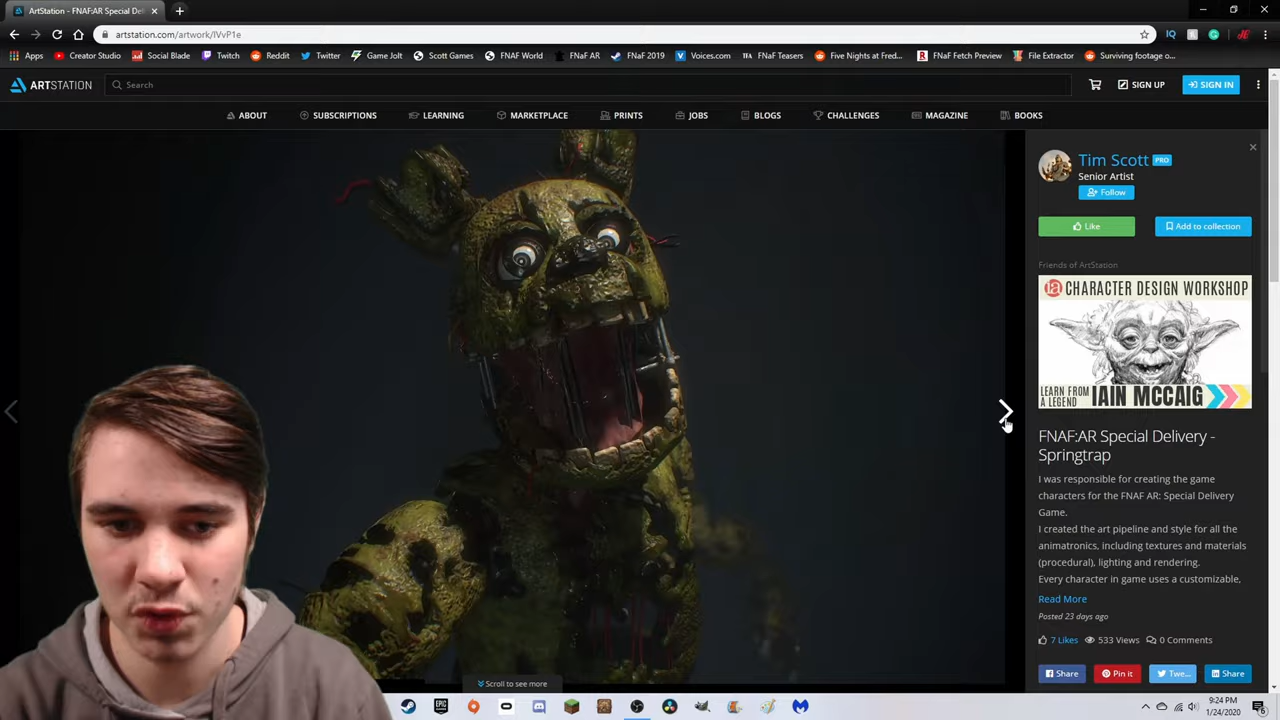 ArtStation - FNAF:AR Special Del
artstation.com/artwork/lVvP1e
Apps Creator Studio Social Blade Twitch Reddit Twitter Game Jolt Scott Games FNAF World FNaF AR FNaF 2019 Voices.com FNaF Teasers Five Nights at Fred... FNaF Fetch Preview File Extractor Surviving footage o...
ARTSTATION Search SIGN UP SIGN IN
ABOUT SUBSCRIPTIONS LEARNING MARKETPLACE PRINTS JOBS BLOGS CHALLENGES MAGAZINE BOOKS
Tim Scott PRO
Senior Artist
Follow
Like Add to collection
Friends of ArtStation
CHARACTER DESIGN WORKSHOP
LEARN FROM
A LEGEND IAIN MCCAIG
FNAF:AR Special Delivery -
Springtrap
I was responsible for creating the game
characters for the FNAF AR: Special Delivery
Game.
I created the art pipeline and style for all the
animatronics, including textures and materials
(procedural), lighting and rendering.
Every character in game uses a customizable,
Read More
Posted 23 days ago
7 Likes 533 Views 0 Comments
Share Pin it Twe... Share
Scroll to see more
9:24 PM
1/24/2020